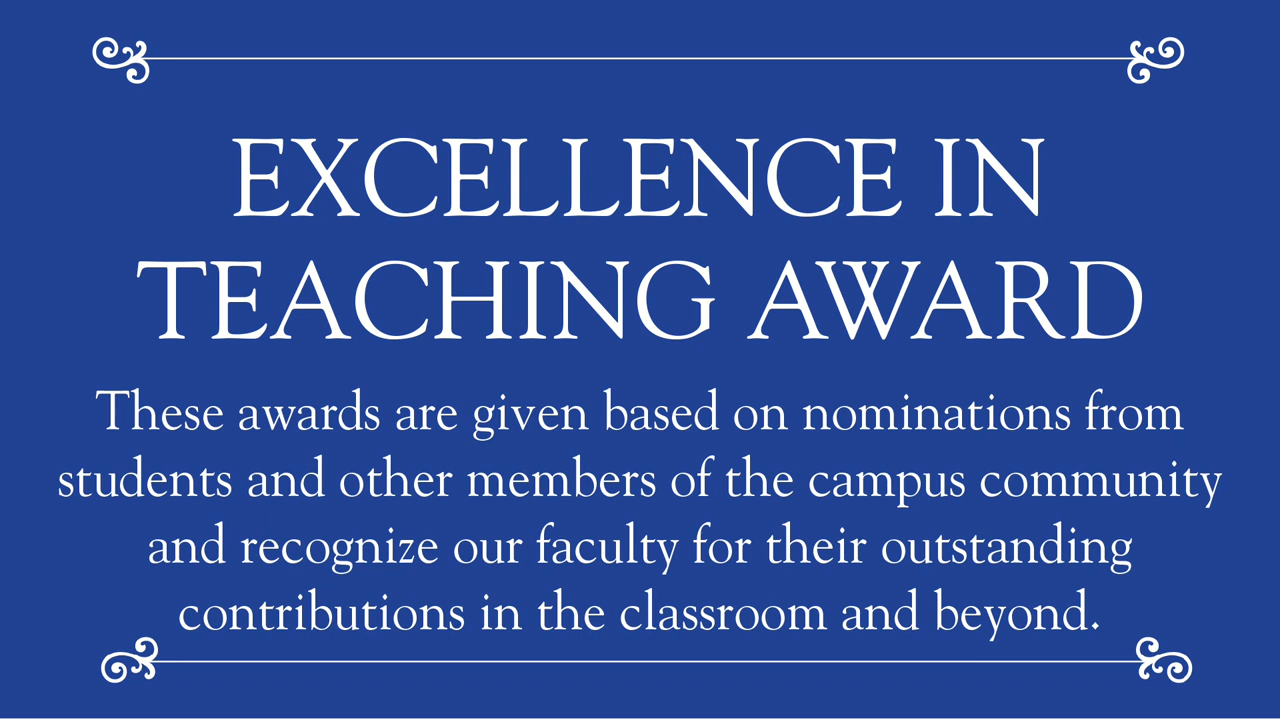 EXCELLENCE IN
TEACHING AWARD
These awards are given based on nominations from
students and other members of the campus community
and recognize our faculty for their outstanding
contributions in the classroom and beyond.